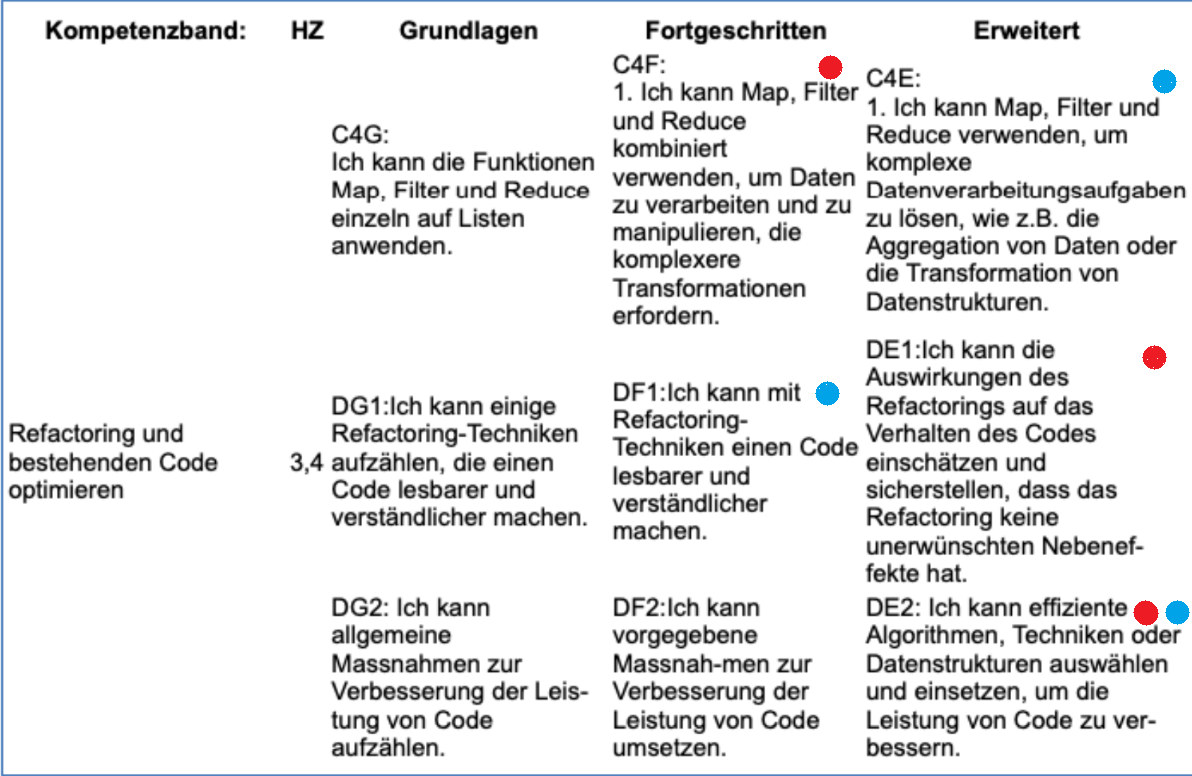 Kompetenzband: HZ Grundlagen Fortgeschritten Erweitert
C4G:
Ich kann die Funktionen
Map, Filter und Reduce
einzeln auf Listen
anwenden.
C4F:
1. Ich kann Map, Filter
und Reduce
kombiniert
verwenden, um Daten
zu verarbeiten und zu
manipulieren, die
komplexere
Transformationen
erfordern.
C4E:
1. Ich kann Map, Filter und
Reduce verwenden, um
komplexe
Datenverarbeitungsaufgaben
zu lösen, wie z.B. die
Aggregation von Daten oder
die Transformation von
Datenstrukturen.
Refactoring und
bestehenden Code
optimieren
3,4
DG1:Ich kann einige
Refactoring-Techniken
aufzählen, die einen
Code lesbarer und
verständlicher machen.
DF1:Ich kann mit
Refactoring-
Techniken einen Code
lesbarer und
verständlicher
machen.
DE1:Ich kann die
Auswirkungen des
Refactorings auf das
Verhalten des Codes
einschätzen und
sicherstellen, dass das
Refactoring keine
unerwünschten Nebenef-
fekte hat.
DG2: Ich kann
allgemeine
Massnahmen zur
Verbesserung der Leis-
tung von Code
aufzählen.
DF2:Ich kann
vorgegebene
Massnah-men zur
Verbesserung der
Leistung von Code
umsetzen.
DE2: Ich kann effiziente
Algorithmen, Techniken oder
Datenstrukturen auswählen
und einsetzen, um die
Leistung von Code zu ver-
bessern.